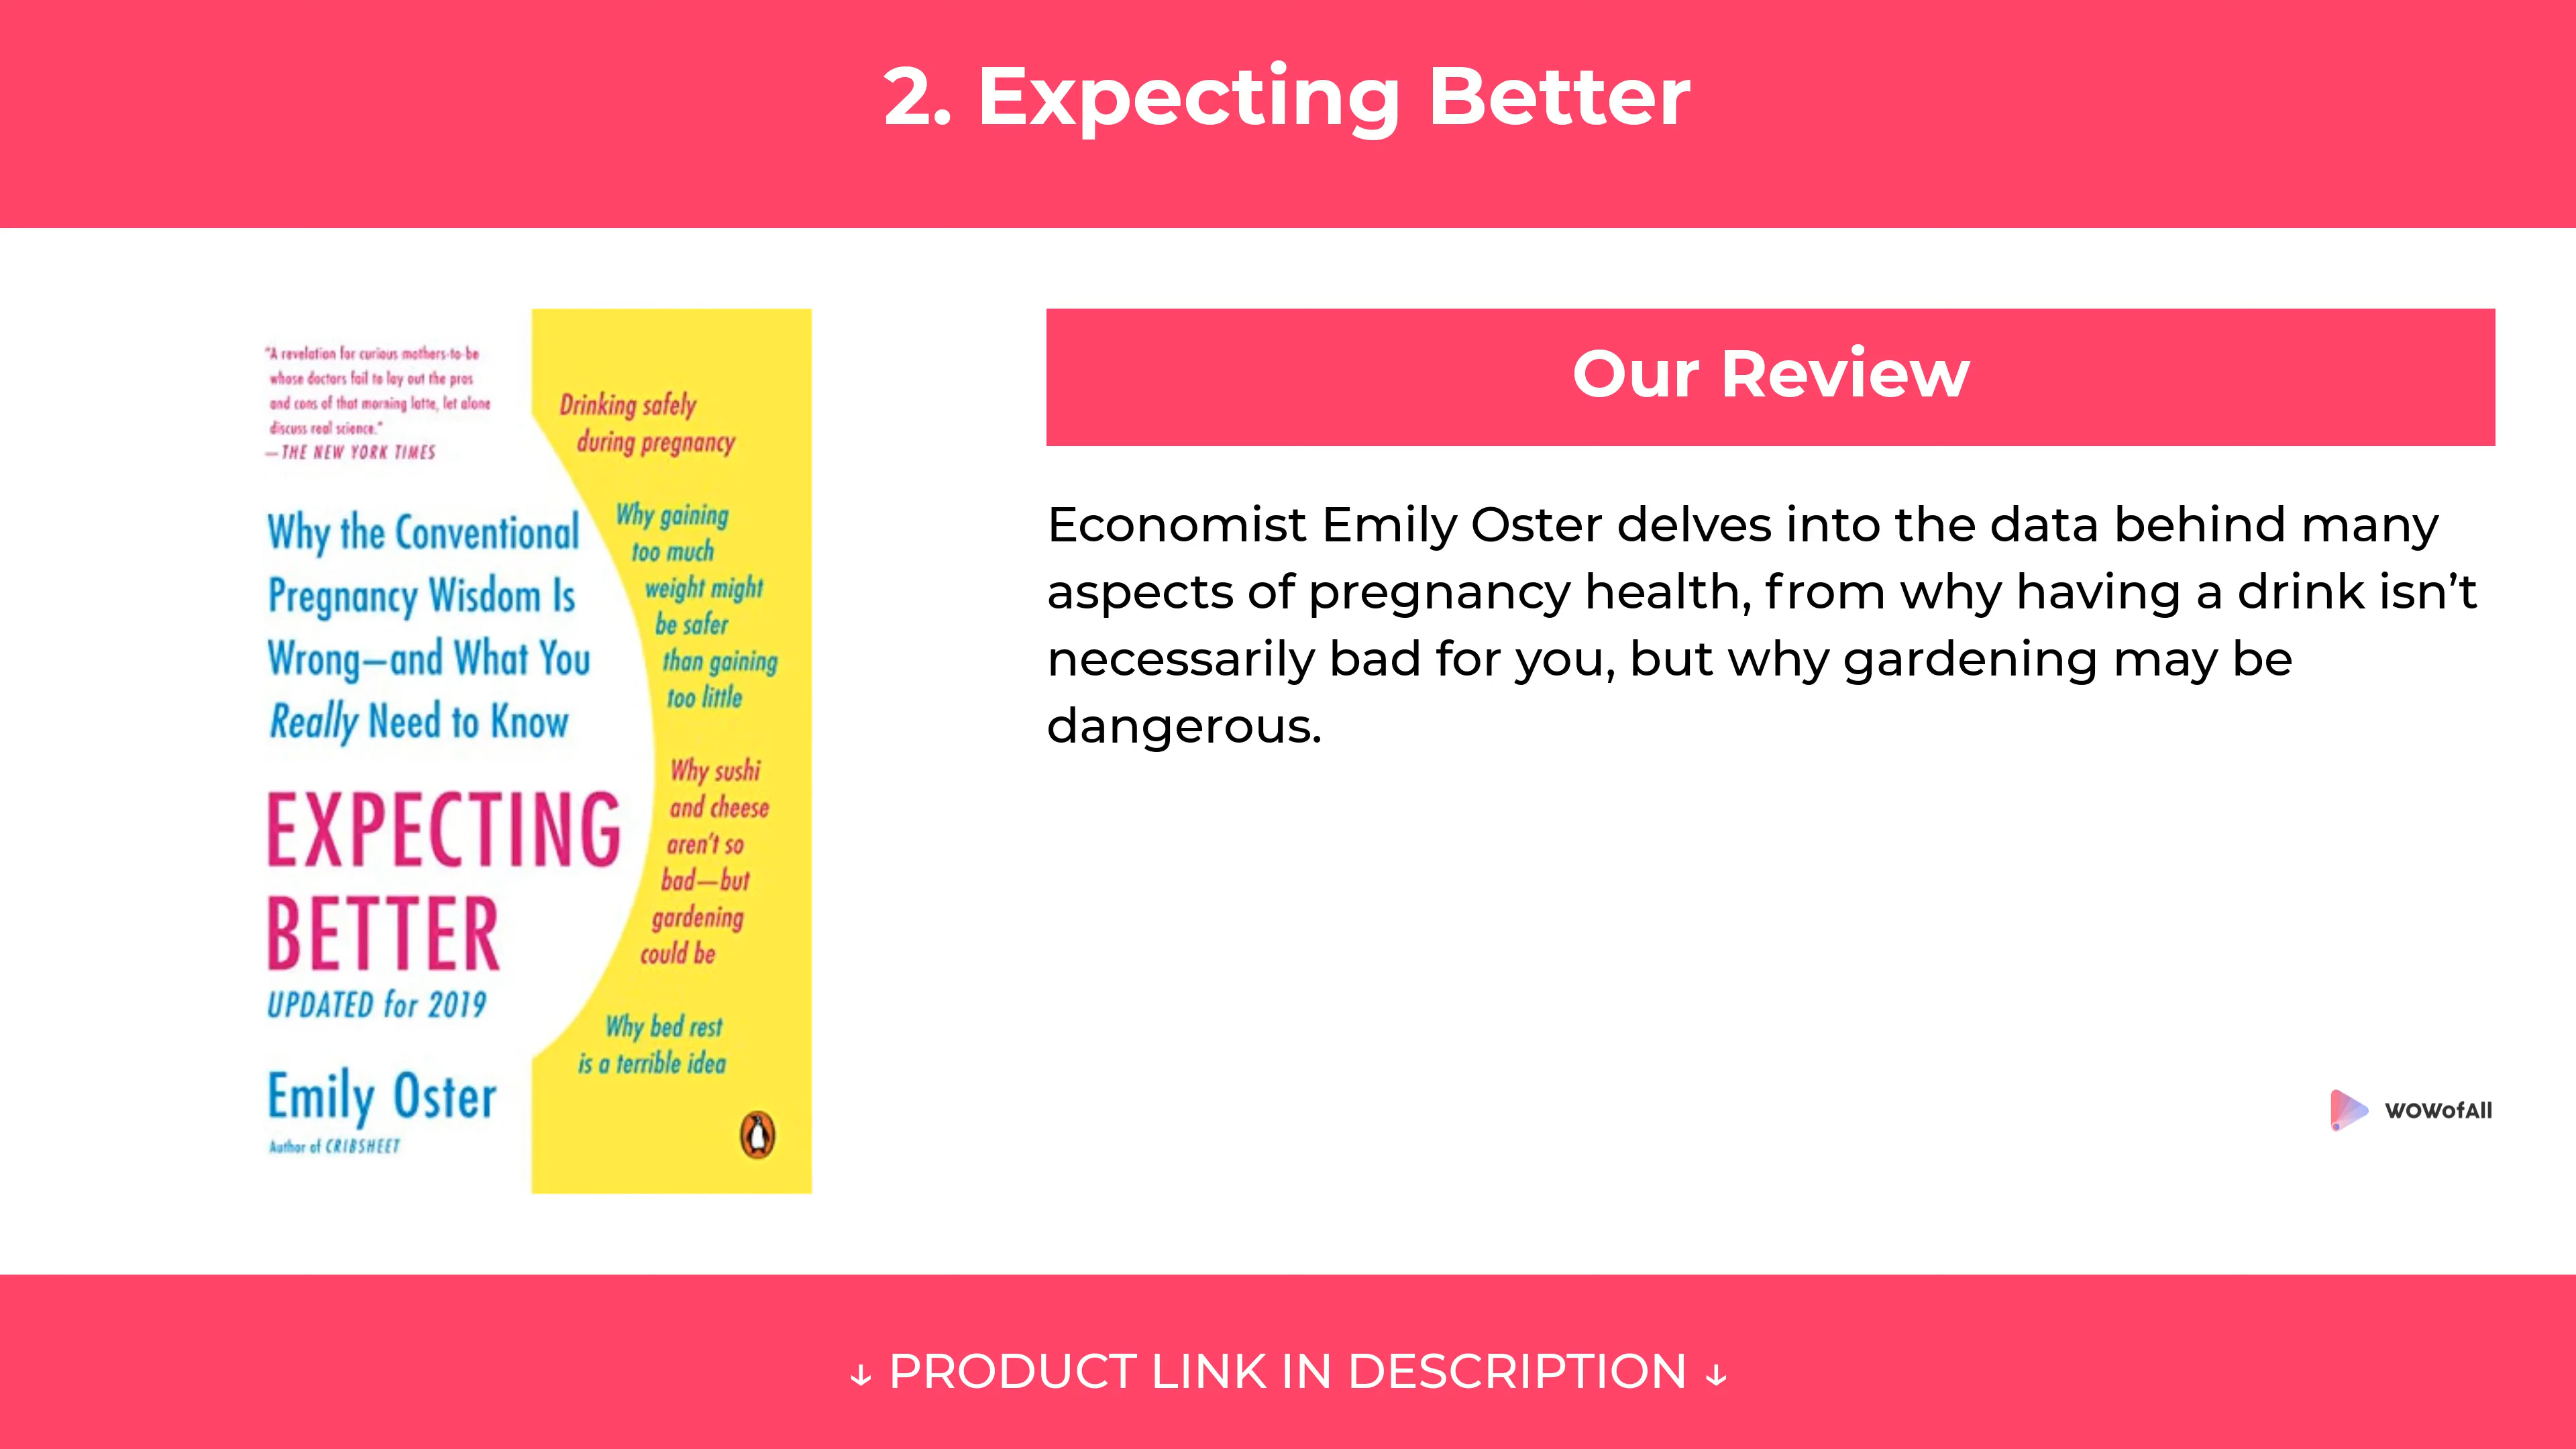 2. Expecting Better
"A revelation for curious mothers-to-be
whose doctors fail to lay out the pros
and cons of that morning latte, let alone
discuss real science."
—THE NEW YORK TIMES
Why the Conventional
Pregnancy Wisdom Is
Wrong—and What You
Really Need to Know
EXPECTING
BETTER
UPDATED for 2019
Emily Oster
Author of CRIBSHEET
Drinking safely
during pregnancy
Why gaining
too much
weight might
be safer
than gaining
too little
Why sushi
and cheese
aren't so
bad—but
gardening
could be
Why bed rest
is a terrible idea
Our Review
Economist Emily Oster delves into the data behind many
aspects of pregnancy health, from why having a drink isn’t
necessarily bad for you, but why gardening may be
dangerous.
wowofAll
↓ PRODUCT LINK IN DESCRIPTION ↓